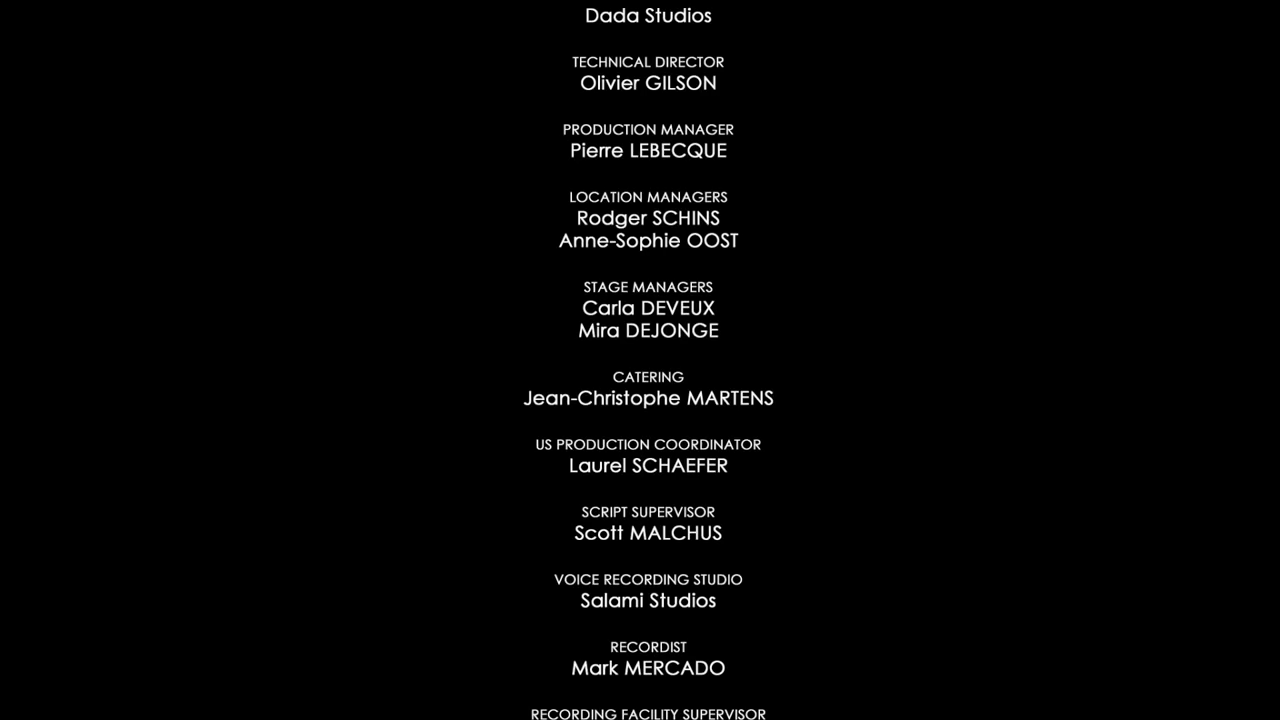 Dada Studios
TECHNICAL DIRECTOR
Olivier GILSON
PRODUCTION MANAGER
Pierre LEBECQUE
LOCATION MANAGERS
Rodger SCHINS
Anne-Sophie OOST
STAGE MANAGERS
Carla DEVEUX
Mira DEJONGE
CATERING
Jean-Christophe MARTENS
US PRODUCTION COORDINATOR
Laurel SCHAEFER
SCRIPT SUPERVISOR
Scott MALCHUS
VOICE RECORDING STUDIO
Salami Studios
RECORDIST
Mark MERCADO
RECORDING FACILITY SUPERVISOR